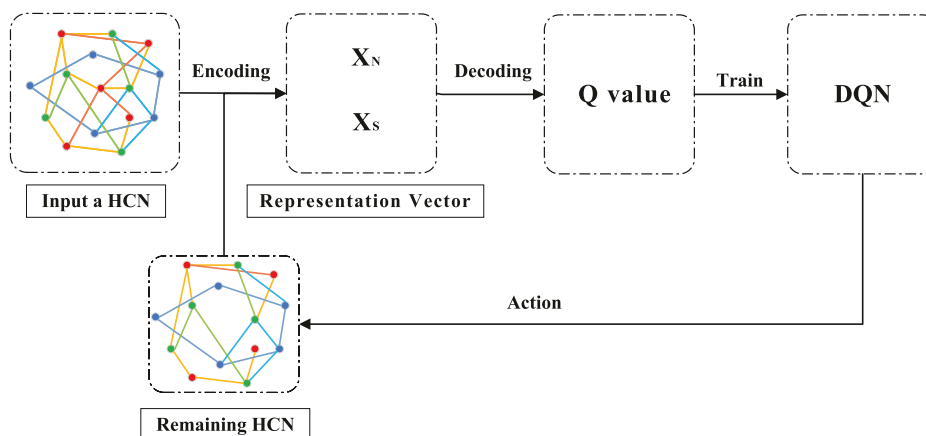 Encoding
X_N
X_S
Decoding
Q value
Train
DQN
Input a HCN
Representation Vector
Action
Remaining HCN